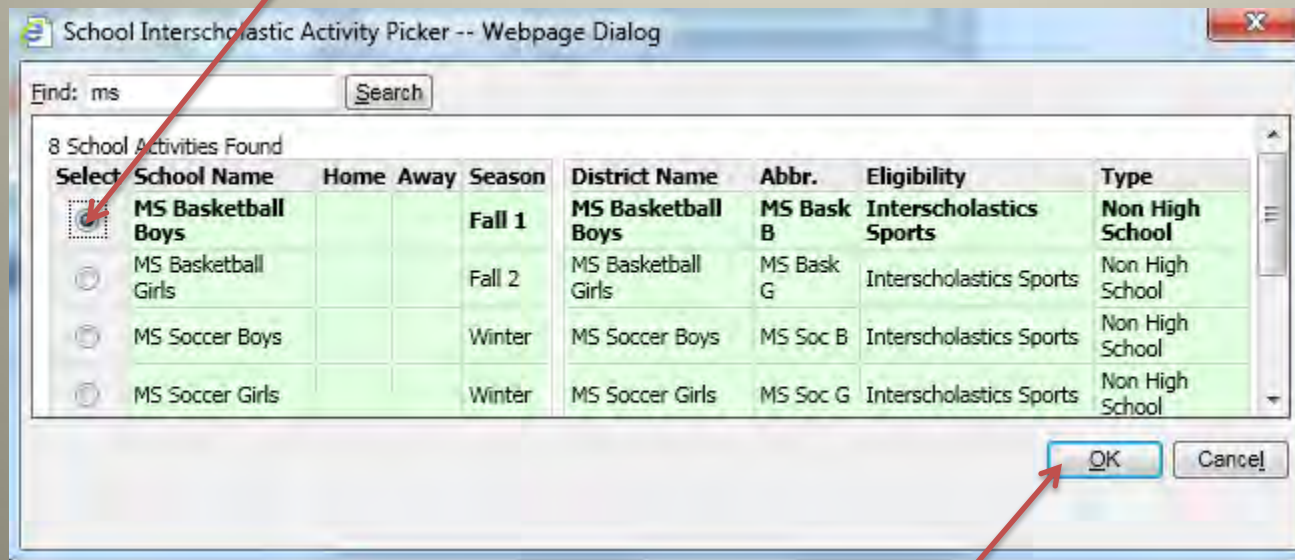 School Interscholastic Activity Picker -- Webpage Dialog
Find: ms Search
8 School Activities Found
Select School Name Home Away Season District Name Abbr. Eligibility Type
MS Basketball Boys Fall 1 MS Basketball Boys MS Bask B Interscholastics Sports Non High School
MS Basketball Girls Fall 2 MS Basketball Girls MS Bask G Interscholastics Sports Non High School
MS Soccer Boys Winter MS Soccer Boys MS Soc B Interscholastics Sports Non High School
MS Soccer Girls Winter MS Soccer Girls MS Soc G Interscholastics Sports Non High School
OK Cancel